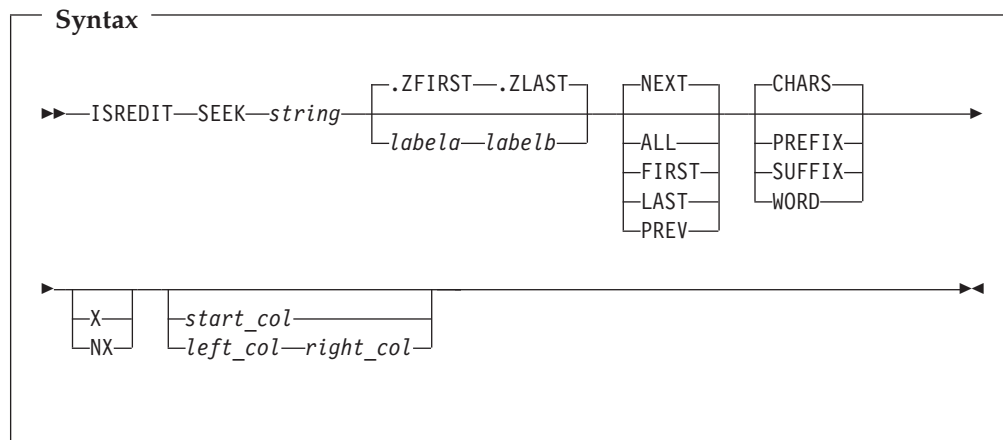 Syntax
.ZFIRST .ZLAST NEXT CHARS
ISREDIT SEEK string
labela labelb ALL PREFIX
FIRST SUFFIX
LAST WORD
PREV
X start_col
NX left_col right_col